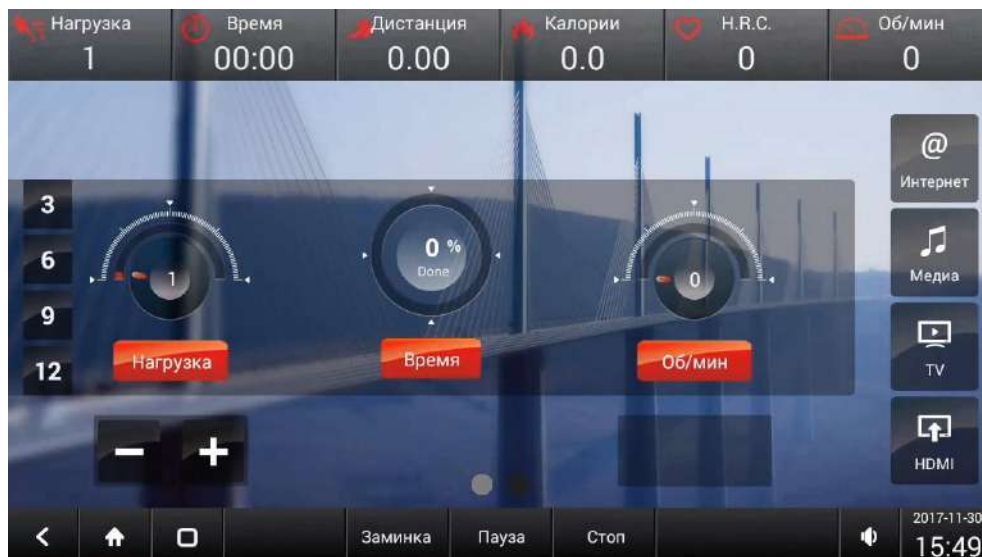 Нагрузка
1
Время
00:00
Дистанция
0.00
Калории
0.0
H.R.C.
0
Об/мин
0
3
6
9
12
1
Нагрузка
0 %
Done
Время
0
Об/мин
@
Интернет
Медиа
TV
HDMI
Заминка
Пауза
Стоп
2017-11-30
15:49